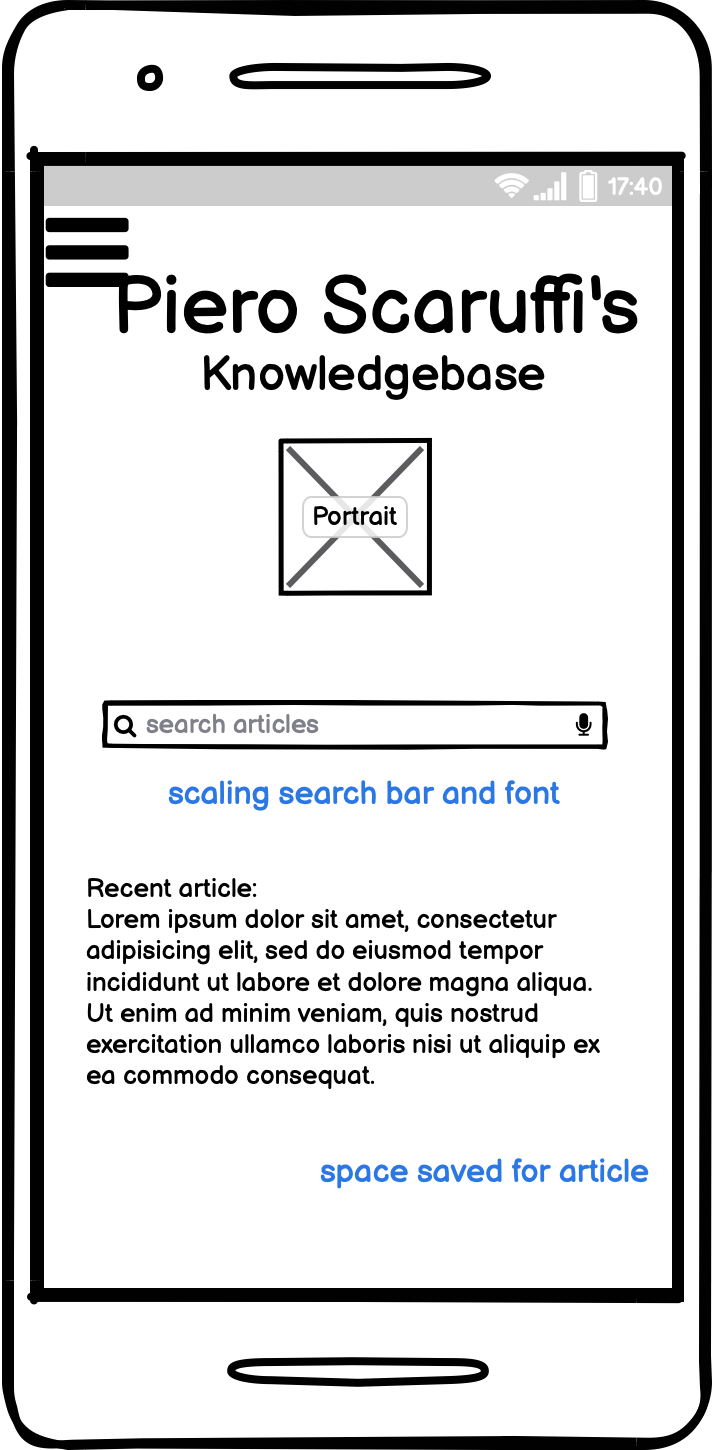 17:40
Piero Scaruffi's
Knowledgebase
Portrait
search articles
scaling search bar and font
Recent article:
Lorem ipsum dolor sit amet, consectetur
adipisicing elit, sed do eiusmod tempor
incididunt ut labore et dolore magna aliqua.
Ut enim ad minim veniam, quis nostrud
exercitation ullamco laboris nisi ut aliquip ex
ea commodo consequat.
space saved for article